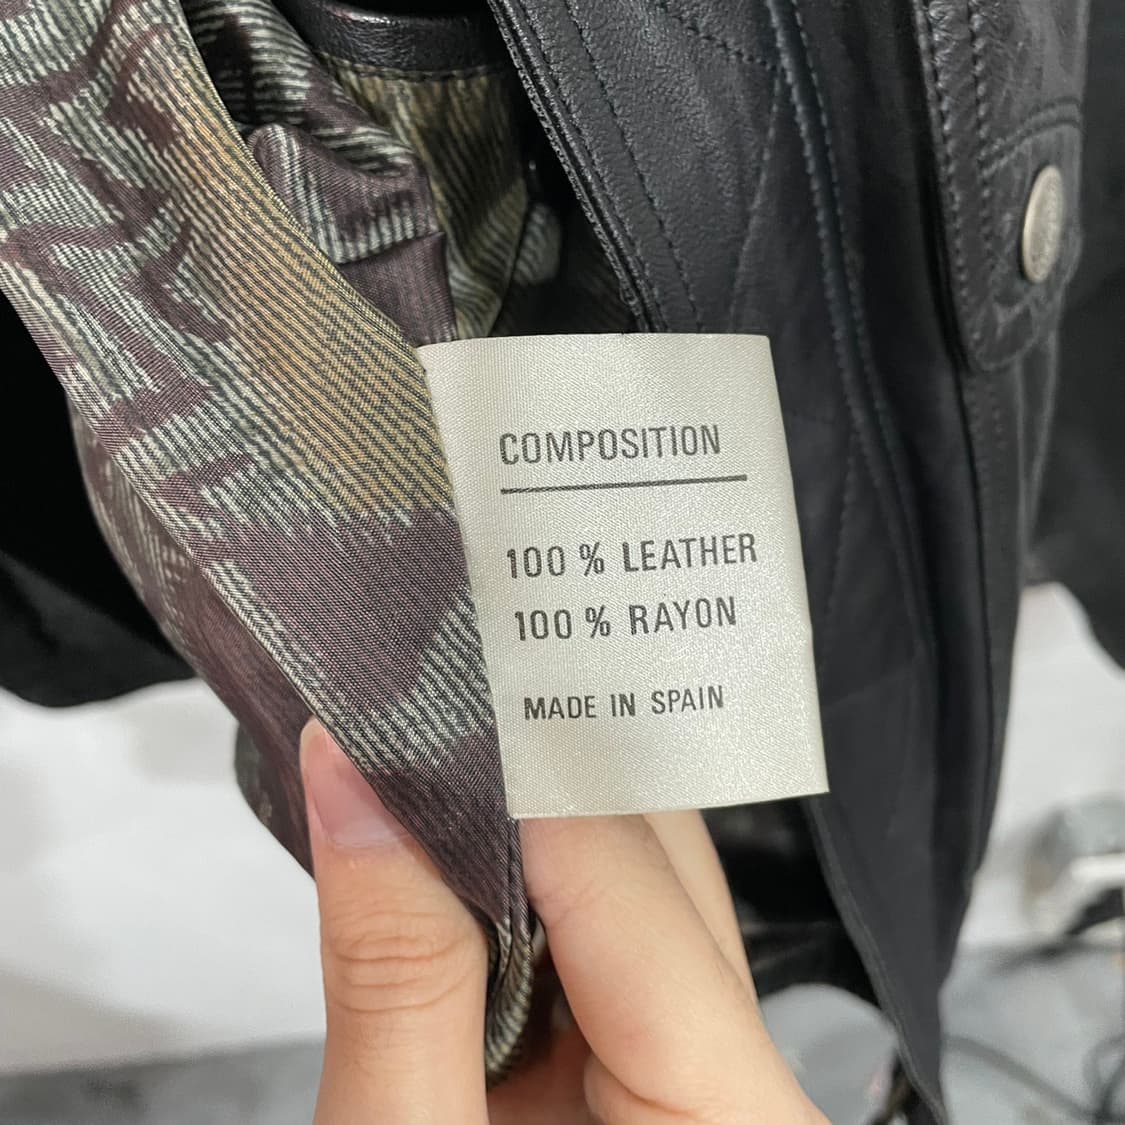 COMPOSITION
100 % LEATHER
100 % RAYON
MADE IN SPAIN